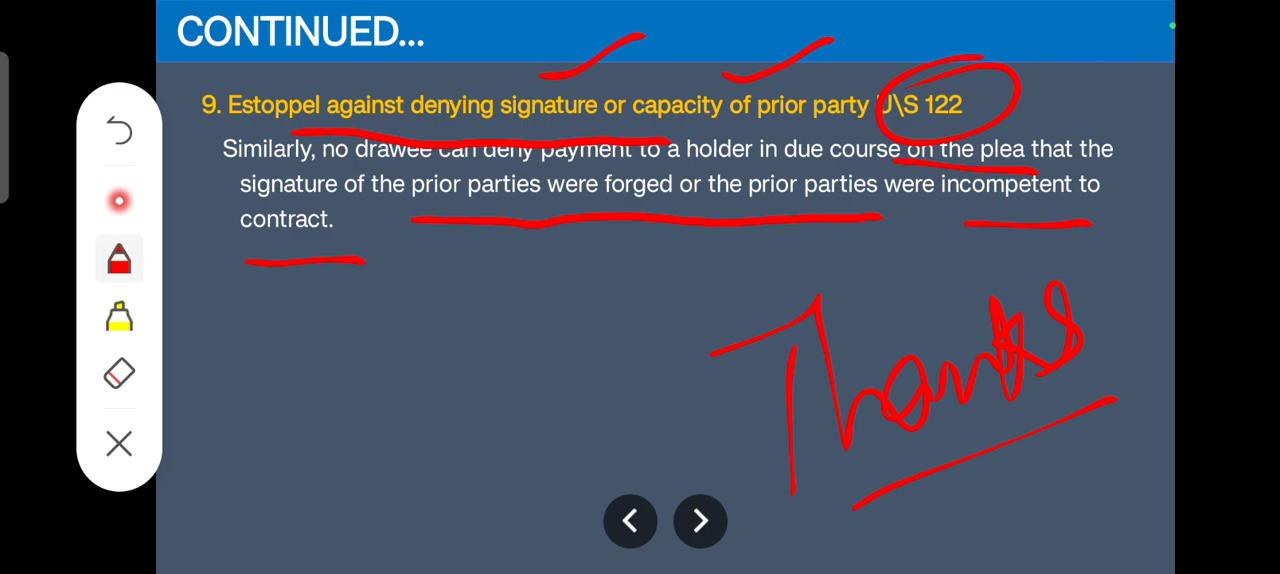 CONTINUED...
9. Estoppel against denying signature or capacity of prior party U\S 122
Similarly, no drawee can deny payment to a holder in due course on the plea that the
signature of the prior parties were forged or the prior parties were incompetent to
contract.
Thanks